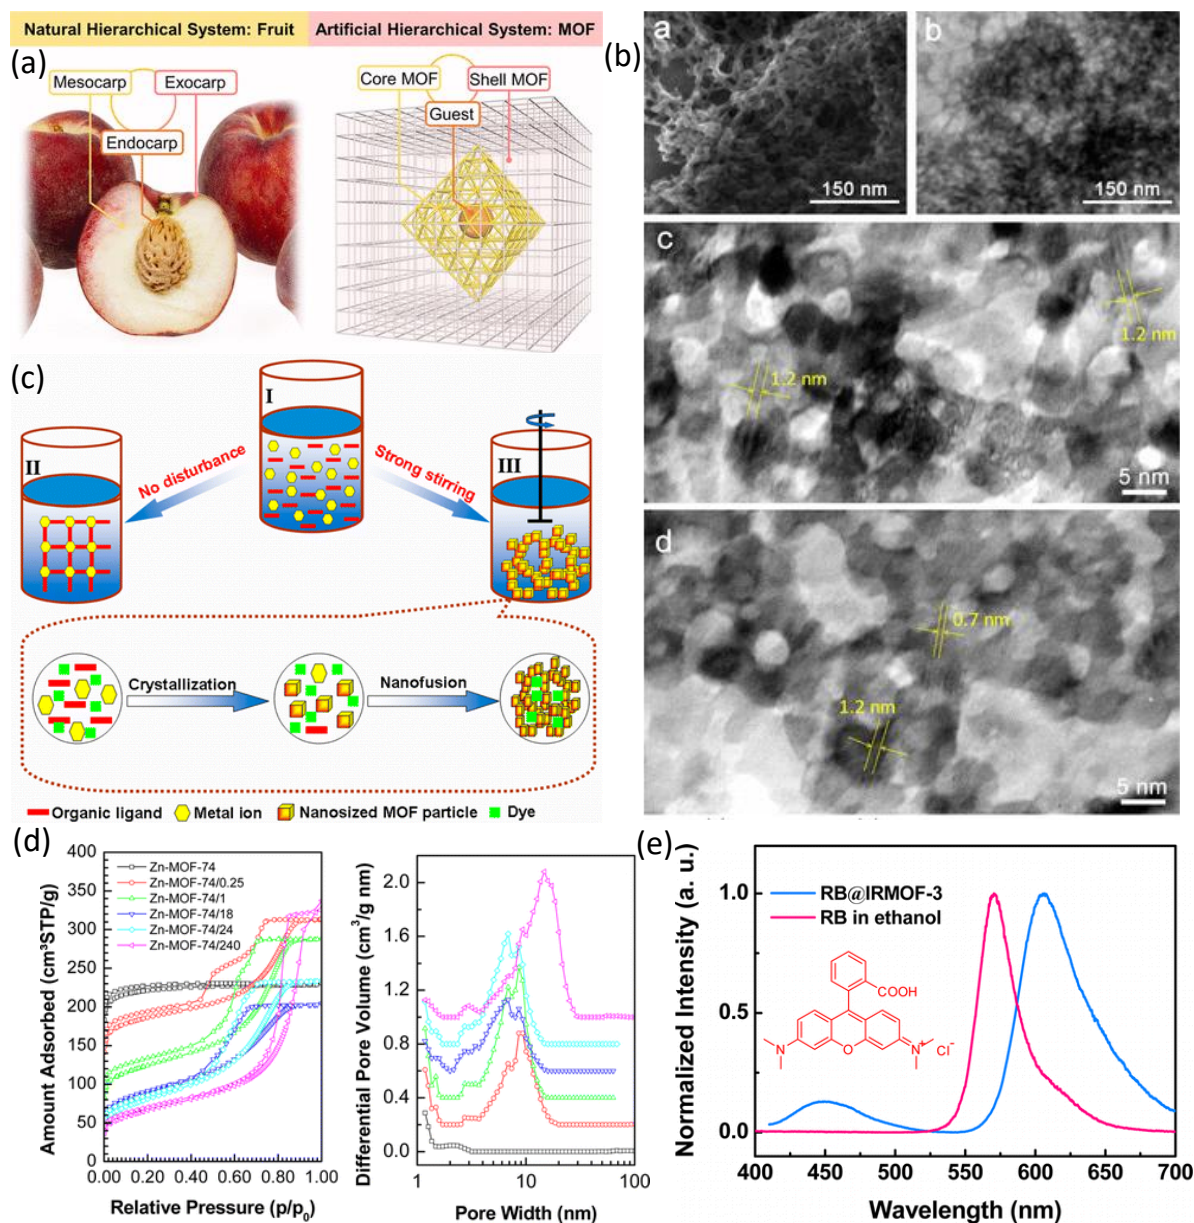 Natural Hierarchical System: Fruit
Artificial Hierarchical System: MOF
(a)
Mesocarp
Exocarp
Endocarp
Core MOF
Shell MOF
Guest
(b)
a
150 nm
b
150 nm
c
1.2 nm
1.2 nm
5 nm
d
0.7 nm
1.2 nm
5 nm
(c)
I
II
III
No disturbance
Strong stirring
Crystallization
Nanofusion
Organic ligand
Metal ion
Nanosized MOF particle
Dye
(d)
Amount Adsorbed (cm³STP/g)
400
350
300
250
200
150
100
50
0
Zn-MOF-74
Zn-MOF-74/0.25
Zn-MOF-74/1
Zn-MOF-74/18
Zn-MOF-74/24
Zn-MOF-74/240
0.00 0.20 0.40 0.60 0.80 1.00
Relative Pressure (p/p₀)
Differential Pore Volume (cm³/g nm)
2.0
1.6
1.2
0.8
0.4
0.0
1 10 100
Pore Width (nm)
(e)
Normalized Intensity (a. u.)
1.0
0.5
0.0
RB@IRMOF-3
RB in ethanol
COOH
N
O
N⁺
Cl⁻
400 450 500 550 600 650 700
Wavelength (nm)